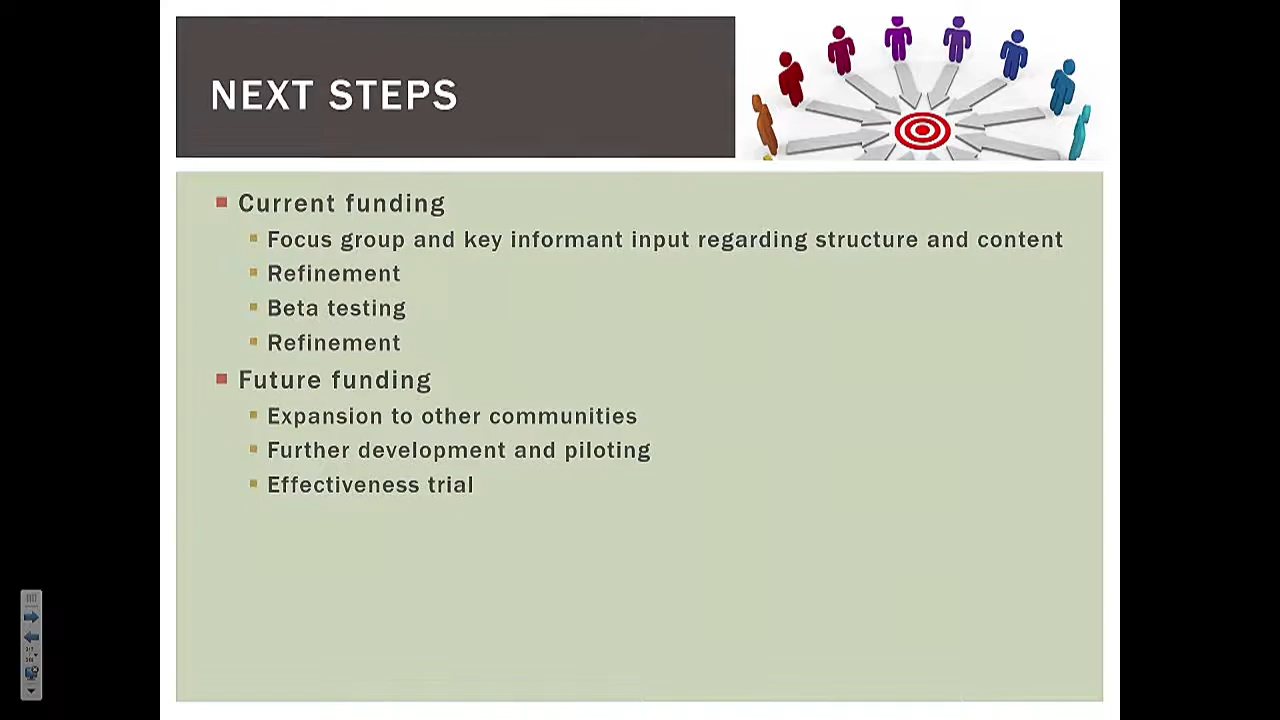 NEXT STEPS
Current funding
Focus group and key informant input regarding structure and content
Refinement
Beta testing
Refinement
Future funding
Expansion to other communities
Further development and piloting
Effectiveness trial